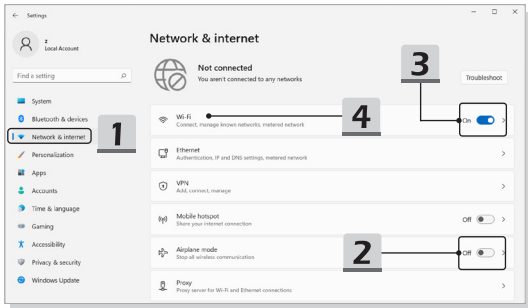 Settings
z
Local Account
Find a setting
System
Bluetooth & devices
Network & internet
Personalization
Apps
Accounts
Time & language
Gaming
Accessibility
Privacy & security
Windows Update
1
Network & internet
Not connected
You aren't connected to any networks
Troubleshoot
3
Wi-Fi
Connect, manage known networks, metered network
4
On
Ethernet
Authentication, IP and DNS settings, metered network
VPN
Add, connect, manage
Mobile hotspot
Share your internet connection
Off
Airplane mode
Stop all wireless communication
2
Off
Proxy
Proxy server for Wi-Fi and Ethernet connections